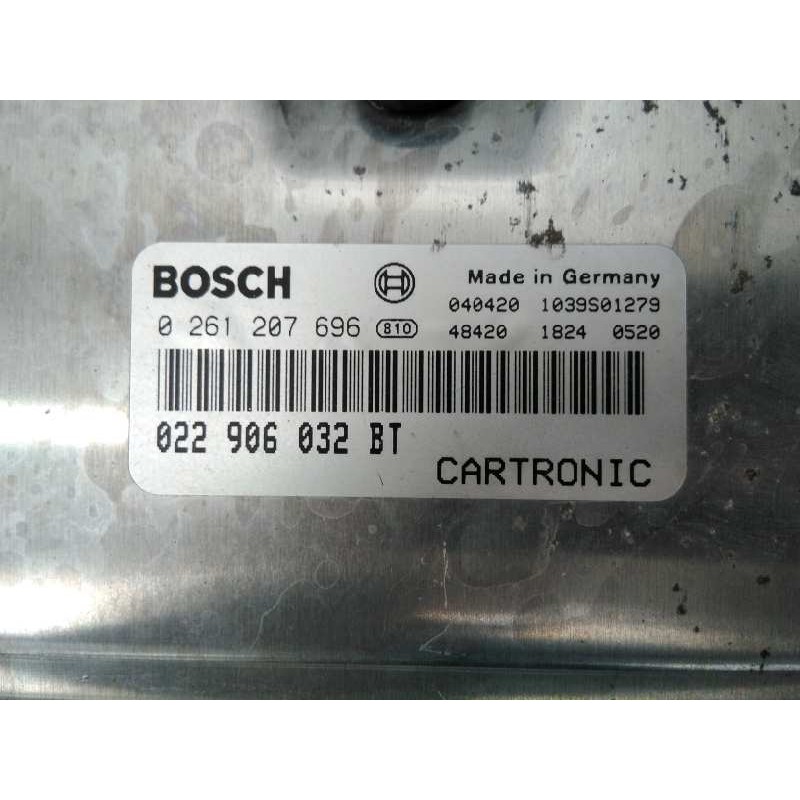 BOSCH
Made in Germany
040420 1039S01279
0 261 207 696 810
48420 1824 0520
022 906 032 BT
CARTRONIC